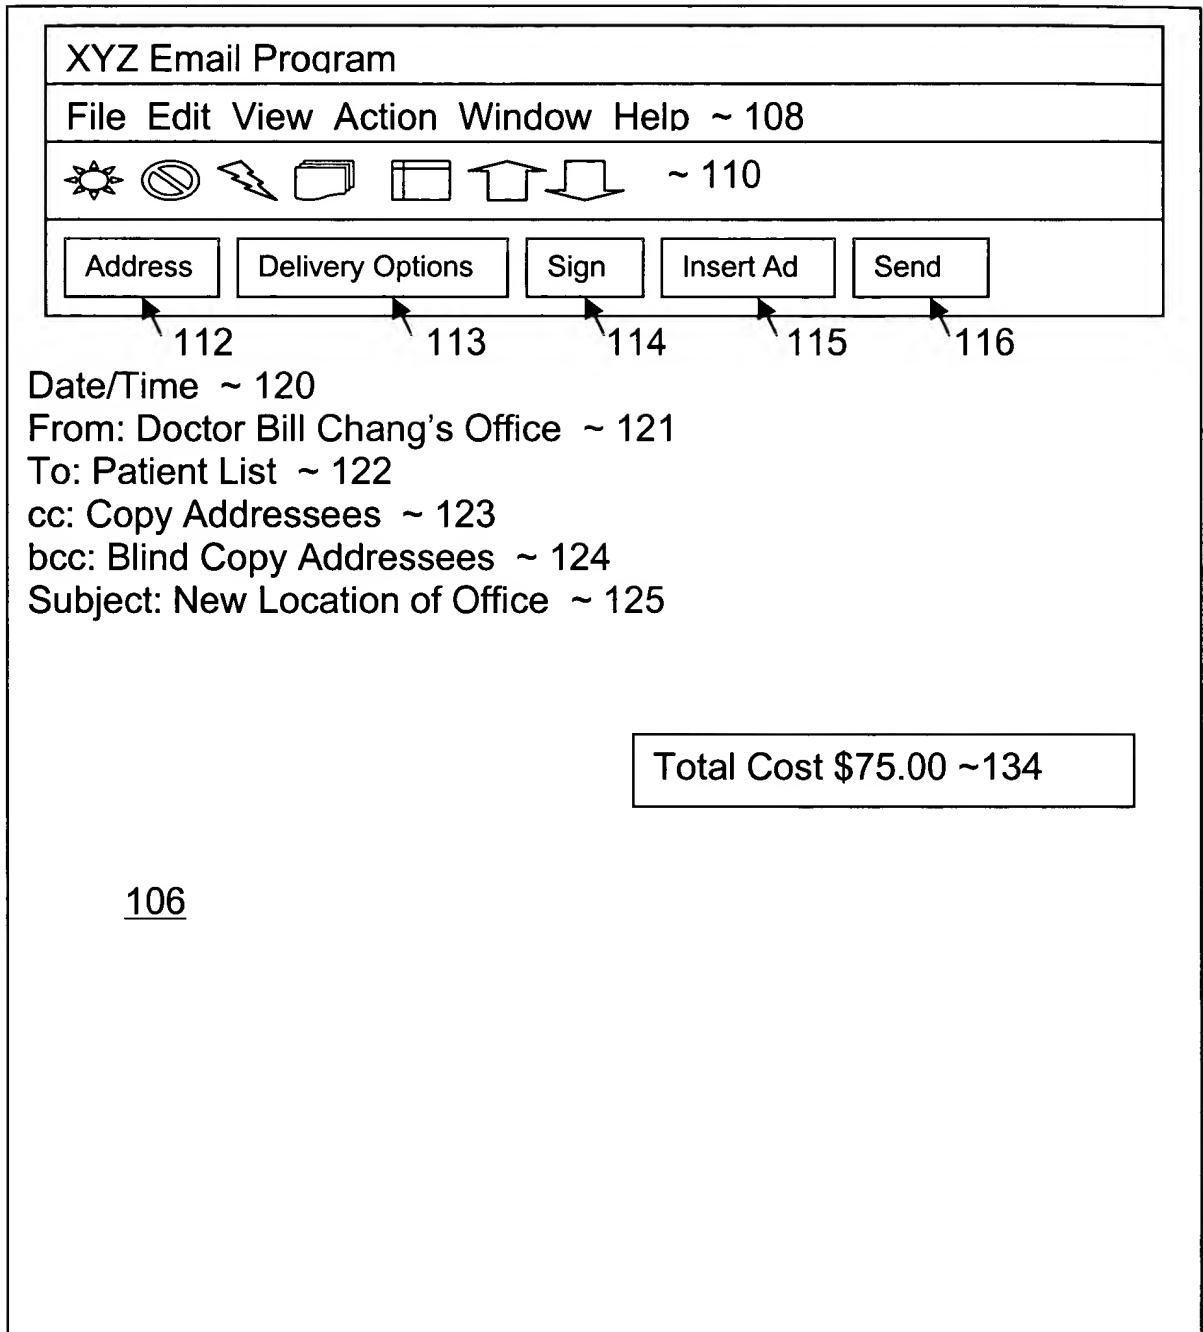 XYZ Email Program
File Edit View Action Window Help ~ 108
~ 110
Address Delivery Options Sign Insert Ad Send
112 113 114 115 116
Date/Time ~ 120
From: Doctor Bill Chang's Office ~ 121
To: Patient List ~ 122
cc: Copy Addressees ~ 123
bcc: Blind Copy Addressees ~ 124
Subject: New Location of Office ~ 125
Total Cost $75.00 ~134
106